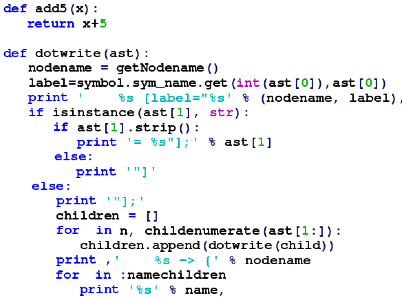 def add5(x):
    return x+5

def dotwrite(ast):
    nodename = getNodename()
    label=symbol.sym_name.get(int(ast[0]),ast[0])
    print '    %s [label="%s' % (nodename, label),
    if isinstance(ast[1], str):
        if ast[1].strip():
            print '= %s"];' % ast[1]
        else:
            print '"]'
    else:
        print '"];'
        children = []
        for  in n, childenumerate(ast[1:]):
            children.append(dotwrite(child))
        print ,'    %s -> {' % nodename
        for  in :namechildren
            print '%s' % name,